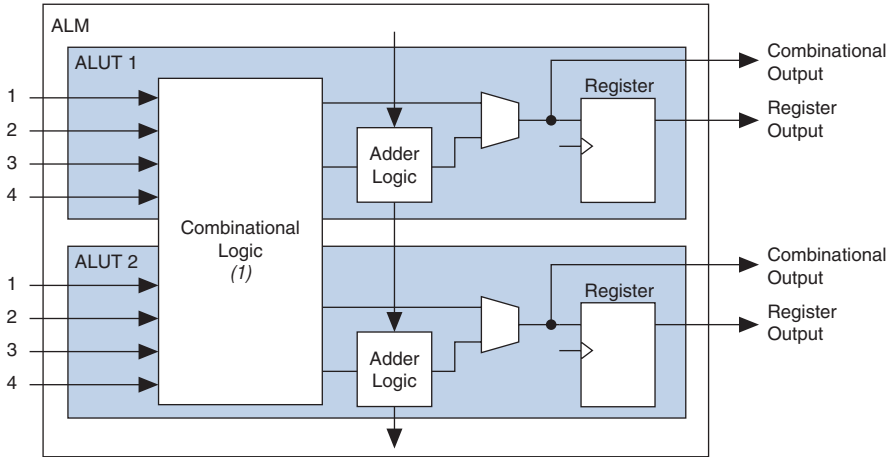 ALM
ALUT 1
1
2
3
4
Combinational
Logic
(1)
Adder
Logic
Register
Combinational
Output
Register
Output
ALUT 2
1
2
3
4
Adder
Logic
Register
Combinational
Output
Register
Output